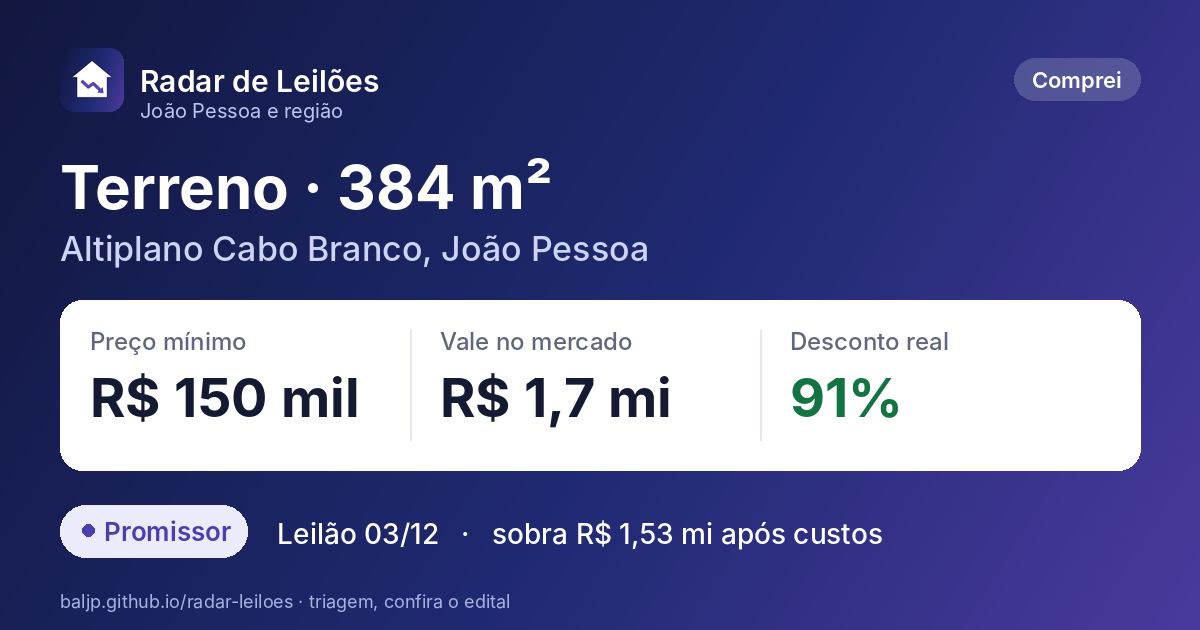 Radar de Leilões
João Pessoa e região
Comprei
Terreno · 384 m²
Altiplano Cabo Branco, João Pessoa
Preço mínimo
R$ 150 mil
Vale no mercado
R$ 1,7 mi
Desconto real
91%
Promissor
Leilão 03/12 · sobra R$ 1,53 mi após custos
baljp.github.io/radar-leiloes · triagem, confira o edital